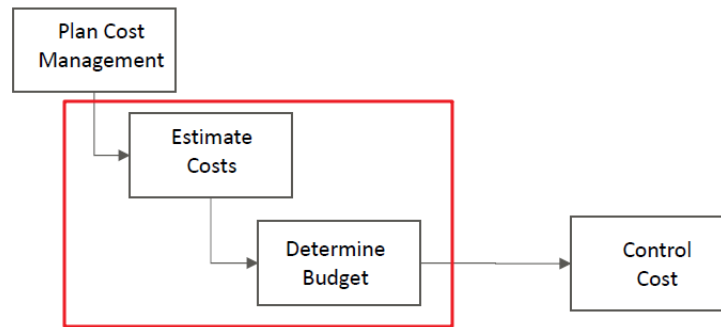 Plan Cost
Management
Estimate
Costs
Determine
Budget
Control
Cost